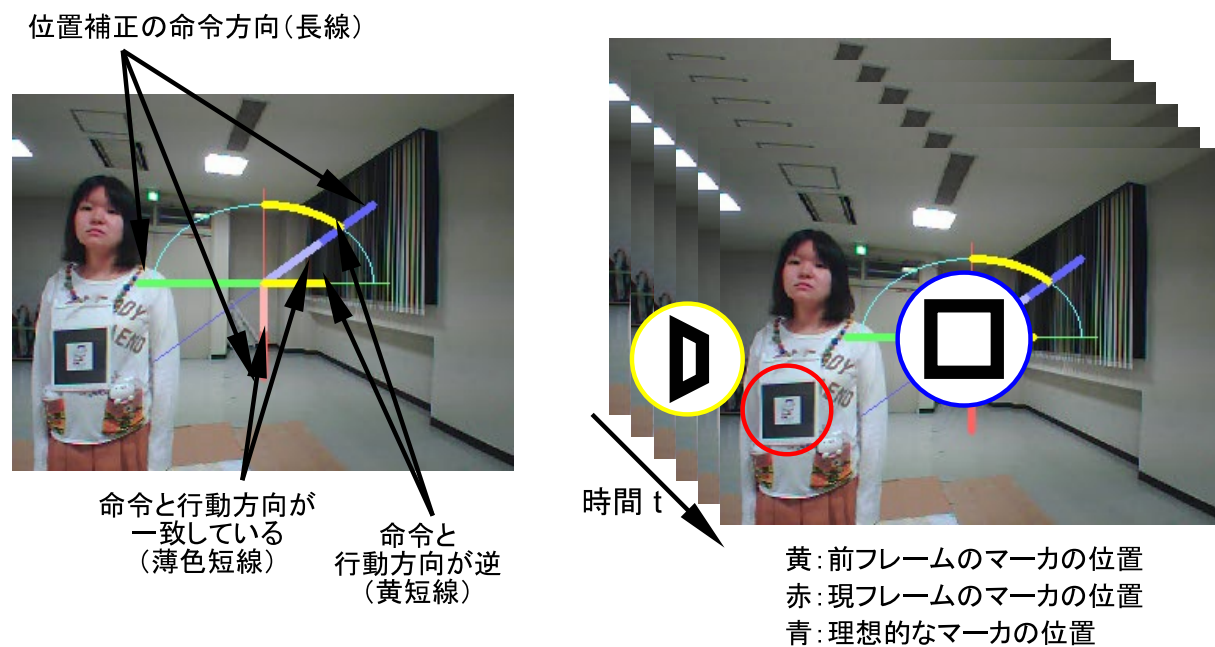 位置補正の命令方向(長線)
命令と行動方向が
一致している
(薄色短線)
命令と
行動方向が逆
(黄短線)
時間 t
黄:前フレームのマーカの位置
赤:現フレームのマーカの位置
青:理想的なマーカの位置